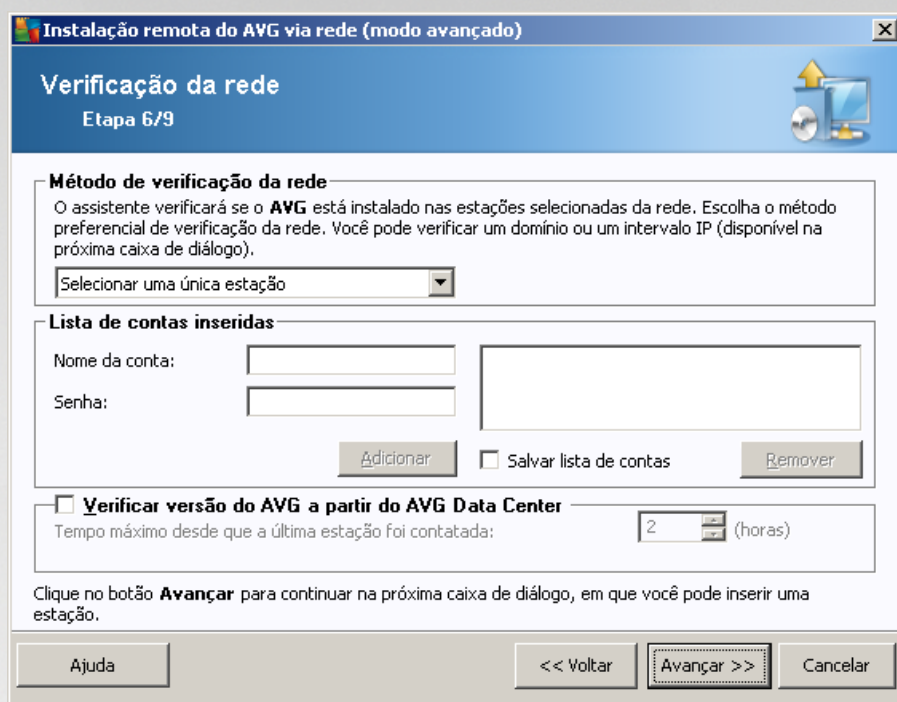 Instalação remota do AVG via rede (modo avançado)
Verificação da rede
Etapa 6/9
Método de verificação da rede
O assistente verificará se o AVG está instalado nas estações selecionadas da rede. Escolha o método
preferencial de verificação da rede. Você pode verificar um domínio ou um intervalo IP (disponível na
próxima caixa de diálogo).
Selecionar uma única estação
Lista de contas inseridas
Nome da conta:
Senha:
Adicionar
Salvar lista de contas
Remover
Verificar versão do AVG a partir do AVG Data Center
Tempo máximo desde que a última estação foi contatada:
2
(horas)
Clique no botão Avançar para continuar na próxima caixa de diálogo, em que você pode inserir uma
estação.
Ajuda
<< Voltar
Avançar >>
Cancelar